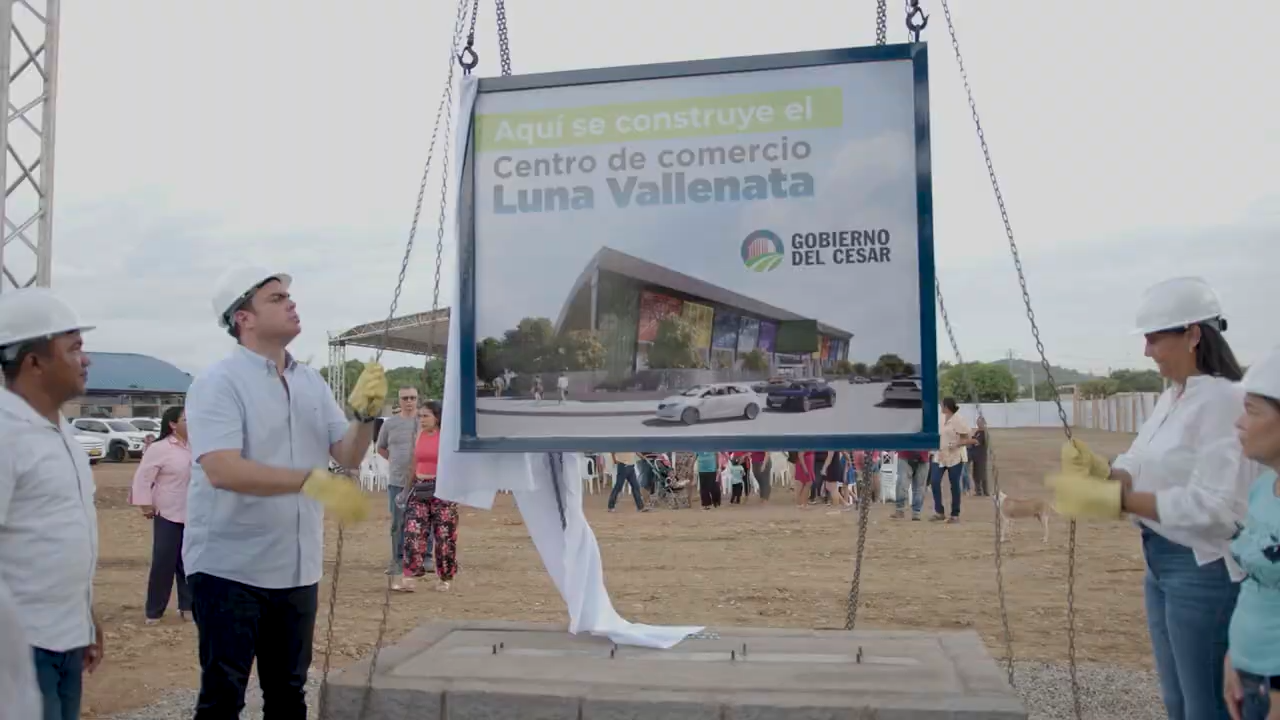 Aquí se construye el
Centro de comercio
Luna Vallenata
GOBIERNO
DEL CESAR